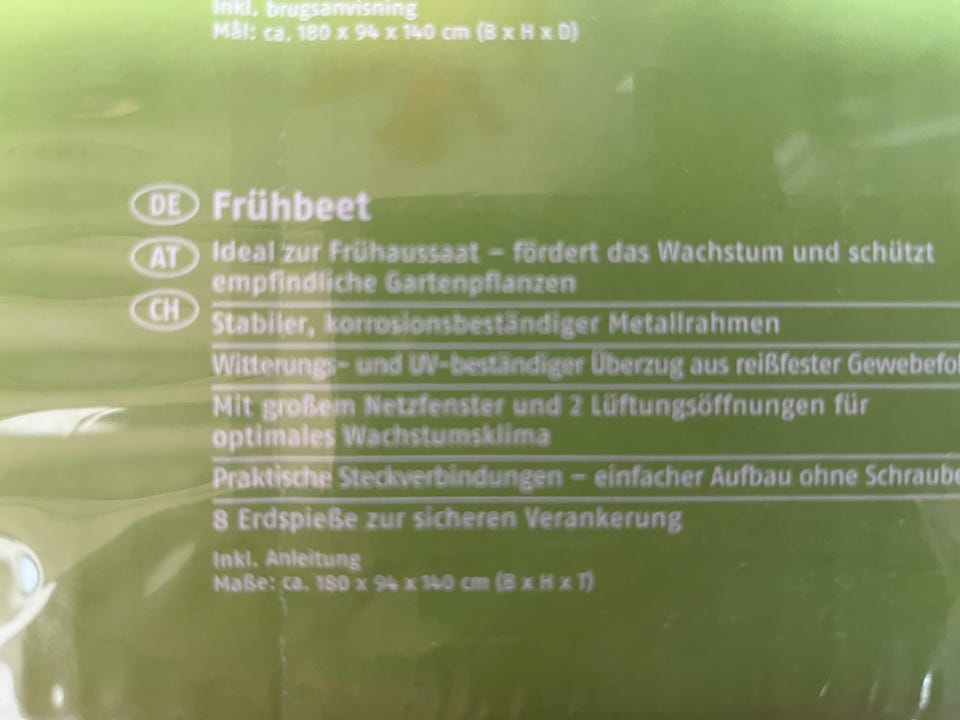 Inkl. brugsanvisning
Mål: ca. 180 x 94 x 140 cm (B x H x D)
DE Frühbeet
AT Ideal zur Frühaussaat – fördert das Wachstum und schützt
empfindliche Gartenpflanzen
CH
Stabiler, korrosionsbeständiger Metallrahmen
Witterungs- und UV-beständiger Überzug aus reißfester Gewebefol
Mit großem Netzfenster und 2 Lüftungsöffnungen für
optimales Wachstumsklima
Praktische Steckverbindungen – einfacher Aufbau ohne Schraube
8 Erdspieße zur sicheren Verankerung
Inkl. Anleitung
Maße: ca. 180 x 94 x 140 cm (B x H x T)